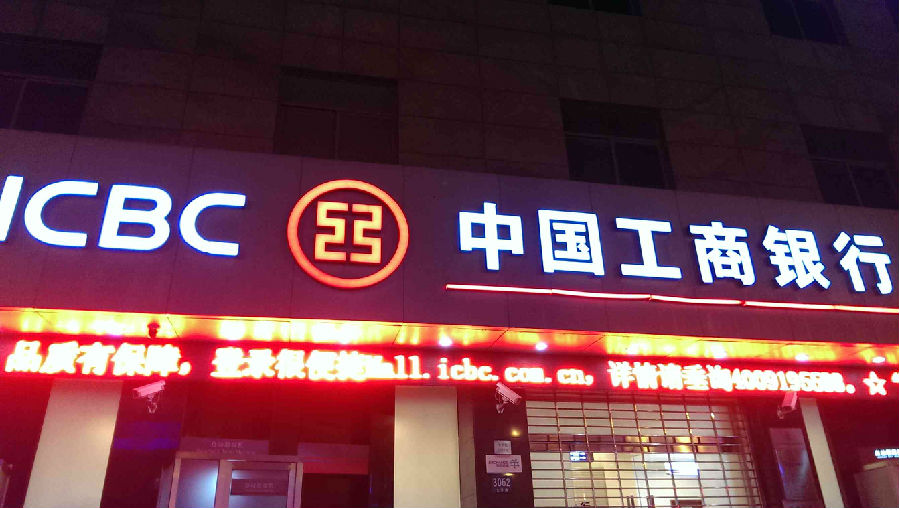 ICBC 中国工商银行
品质有保障，登录很便捷Mall.icbc.com.cn，详情请垂询4009195588。☆
3062